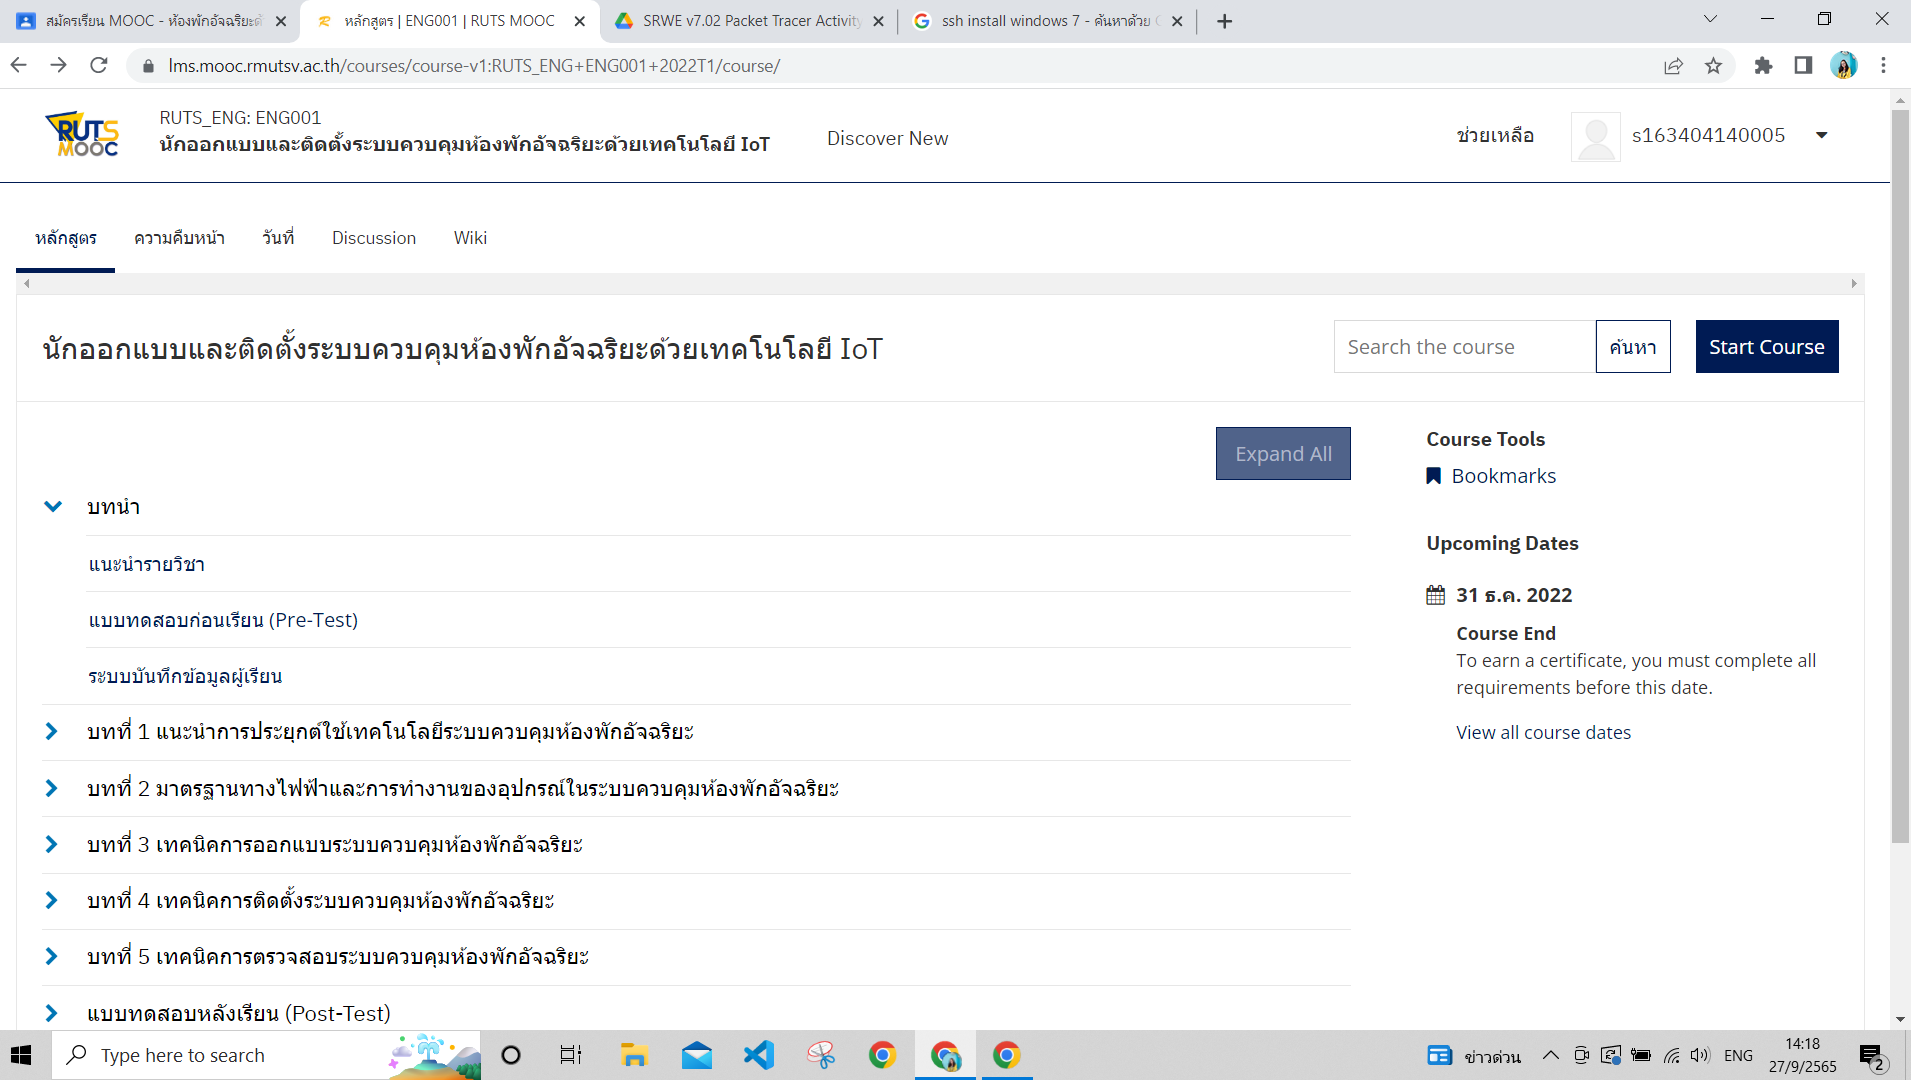 สมัครเรียน MOOC - ห้องพักอัจฉริยะด้
หลักสูตร | ENG001 | RUTS MOOC
SRWE v7.02 Packet Tracer Activity
ssh install windows 7 - ค้นหาด้วย
lms.mooc.rmutsv.ac.th/courses/course-v1:RUTS_ENG+ENG001+2022T1/course/
RUTS MOOC
RUTS_ENG: ENG001
นักออกแบบและติดตั้งระบบควบคุมห้องพักอัจฉริยะด้วยเทคโนโลยี IoT
Discover New
ช่วยเหลือ
s163404140005
หลักสูตร
ความคืบหน้า
วันที่
Discussion
Wiki
นักออกแบบและติดตั้งระบบควบคุมห้องพักอัจฉริยะด้วยเทคโนโลยี IoT
Search the course
ค้นหา
Start Course
Expand All
บทนำ
แนะนำรายวิชา
แบบทดสอบก่อนเรียน (Pre-Test)
ระบบบันทึกข้อมูลผู้เรียน
บทที่ 1 แนะนำการประยุกต์ใช้เทคโนโลยีระบบควบคุมห้องพักอัจฉริยะ
บทที่ 2 มาตรฐานทางไฟฟ้าและการทำงานของอุปกรณ์ในระบบควบคุมห้องพักอัจฉริยะ
บทที่ 3 เทคนิคการออกแบบระบบควบคุมห้องพักอัจฉริยะ
บทที่ 4 เทคนิคการติดตั้งระบบควบคุมห้องพักอัจฉริยะ
บทที่ 5 เทคนิคการตรวจสอบระบบควบคุมห้องพักอัจฉริยะ
แบบทดสอบหลังเรียน (Post-Test)
Course Tools
Bookmarks
Upcoming Dates
31 ธ.ค. 2022
Course End
To earn a certificate, you must complete all
requirements before this date.
View all course dates
Type here to search
ข่าวด่วน
ENG
14:18
27/9/2565
2